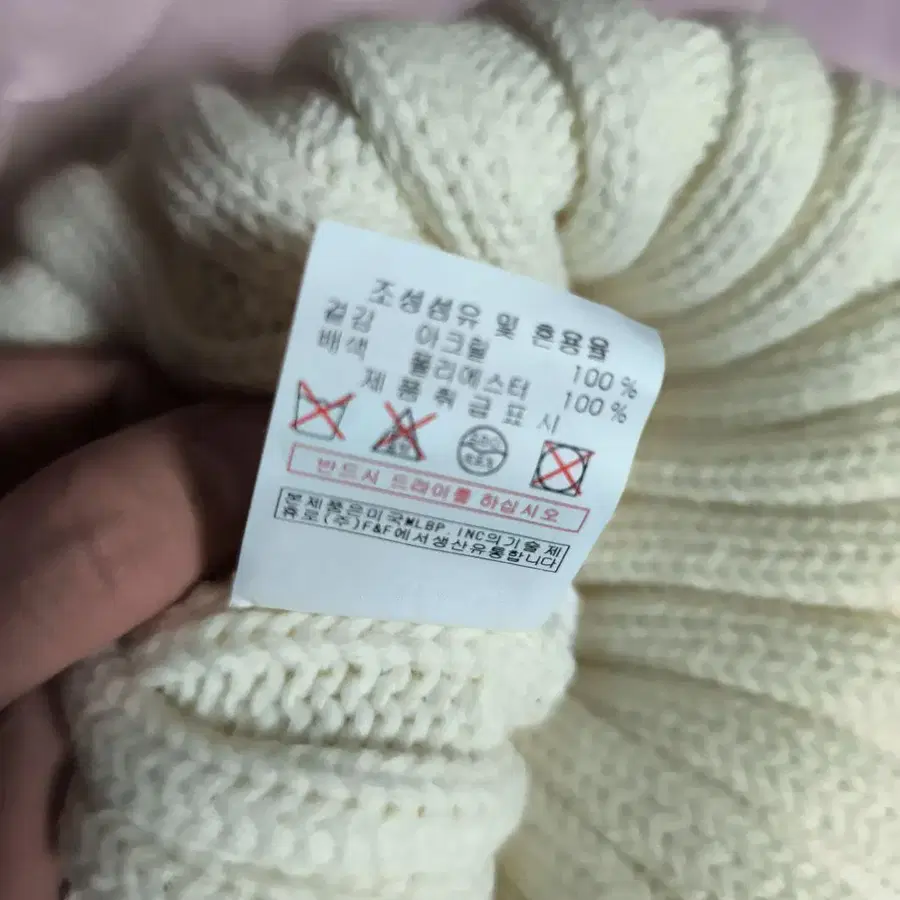 조성섬유 및 혼용율
겉감 아크릴 100 %
배색 폴리에스터 100 %
제 품 취 급 표 시
반드시 드라이를 하십시오
본제품은미국MLBP. INC의기술 제
휴로(주)F&F에서생산유통합니다